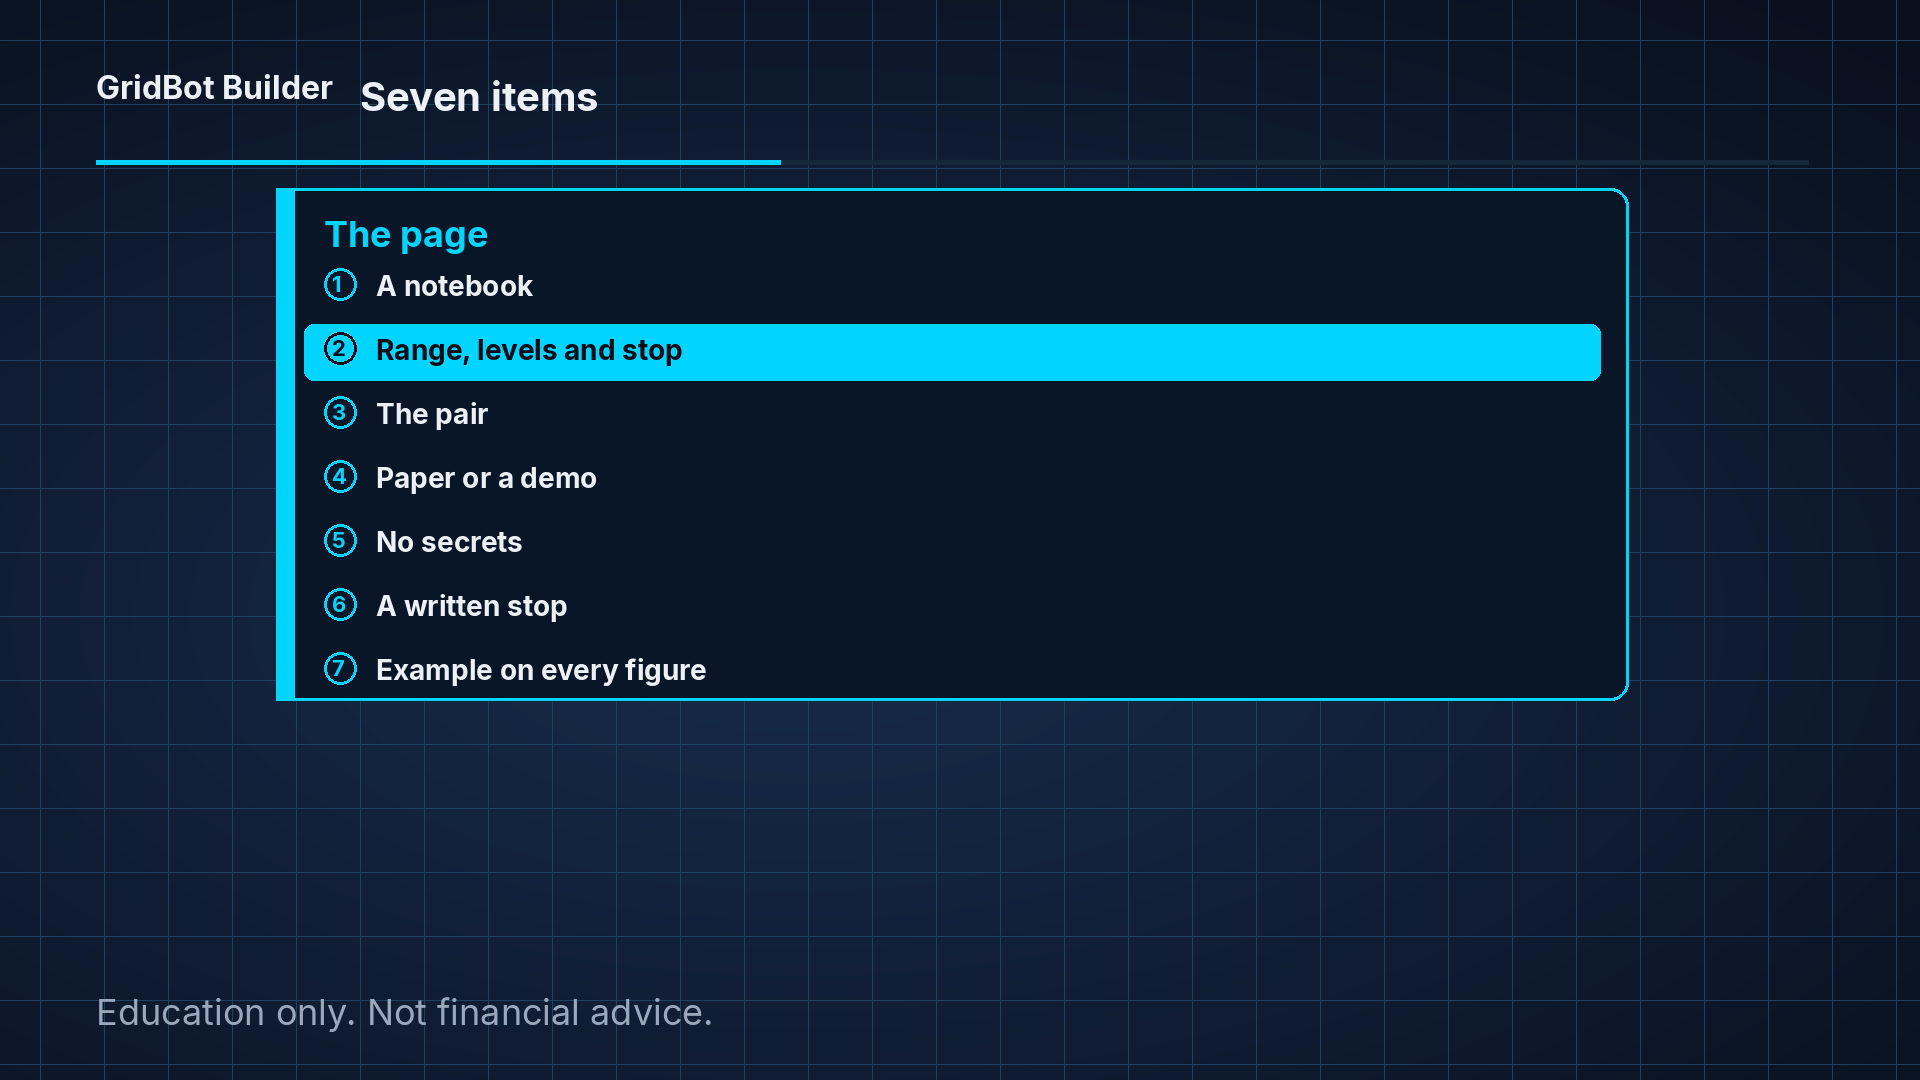 GridBot Builder
Seven items
The page
1 A notebook
2 Range, levels and stop
3 The pair
4 Paper or a demo
5 No secrets
6 A written stop
7 Example on every figure
Education only. Not financial advice.